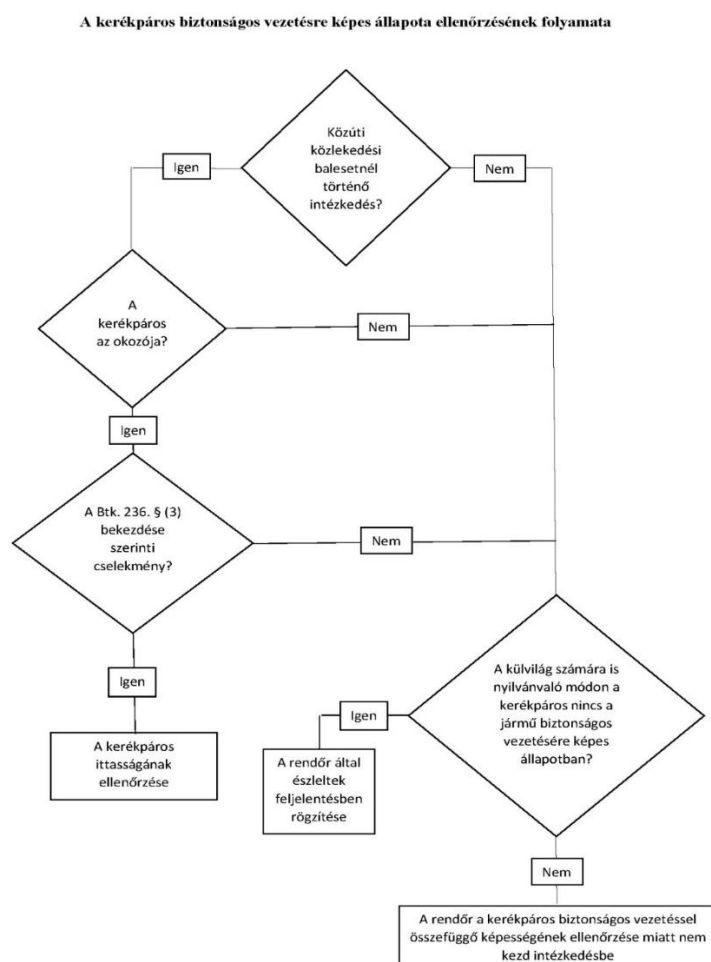 A kerékpáros biztonságos vezetésre képes állapota ellenőrzésének folyamata
Közúti
közlekedési
balesetnél
történő
intézkedés?
Igen
Nem
A
kerékpáros
az okozója?
Nem
Igen
A Btk. 236. § (3)
bekezdése
szerinti
cselekmény?
Nem
Igen
A kerékpáros
ittasságának
ellenőrzése
A külvilág számára is
nyilvánvaló módon a
kerékpáros nincs a
jármű biztonságos
vezetésére képes
állapotban?
Igen
A rendőr által
észleltek
feljelentésben
rögzítése
Nem
A rendőr a kerékpáros biztonságos vezetéssel
összefüggő képességének ellenőrzése miatt nem
kezd intézkedésbe